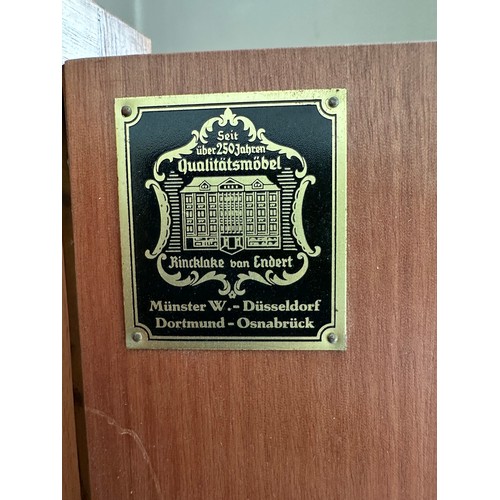 Seit
über 250 Jahren
Qualitätsmöbel
Rincklake van Endert
Münster W. - Düsseldorf
Dortmund - Osnabrück